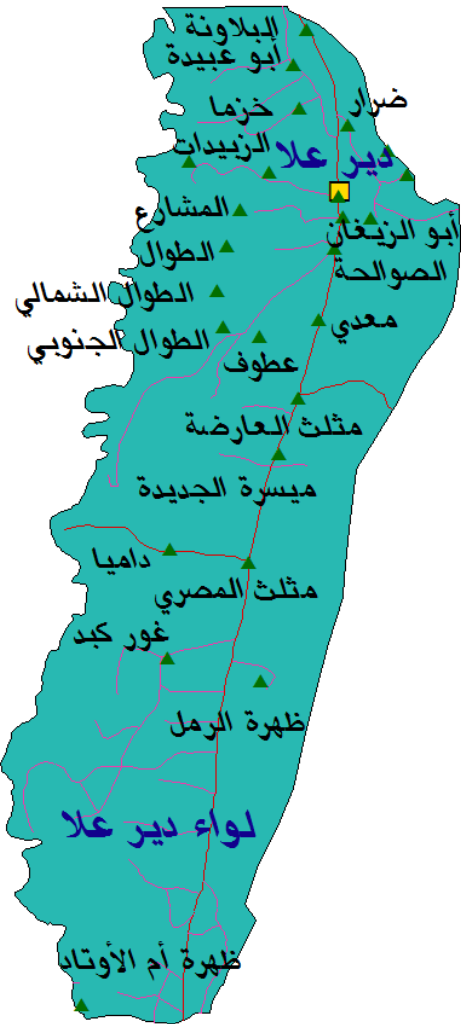 البلاونة
أبو عبيدة
ضرار
خزما
الزبيدات
دير علا
المشارع
أبو الزيغان
الطوال
الصوالحة
الطوال الشمالي
معدي
الطوال الجنوبي
عطوف
مثلث العارضة
ميسرة الجديدة
داميا
مثلث المصري
غور كبد
ظهرة الرمل
لواء دير علا
ظهرة أم الأوتاد